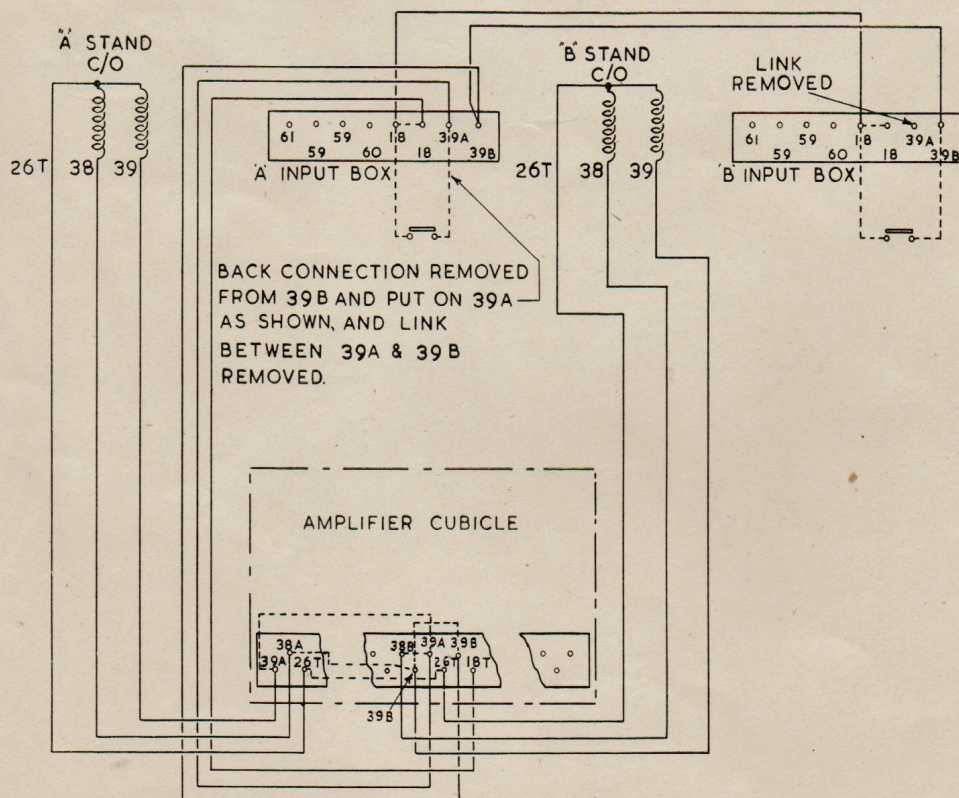 "A" STAND
C/O
26T 38 39
61 59 18 39A
59 60 18 39B
'A' INPUT BOX
"B" STAND
C/O
26T 38 39
LINK
REMOVED
61 59 18 39A
59 60 18 39B
'B' INPUT BOX
BACK CONNECTION REMOVED
FROM 39B AND PUT ON 39A
AS SHOWN, AND LINK
BETWEEN 39A & 39B
REMOVED.
AMPLIFIER CUBICLE
38A
39A 26T
38B 39A 39B
26T 18T
39B